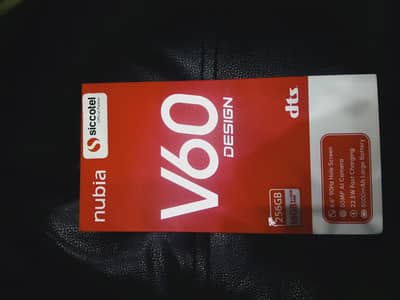 siccotel
nubia
V60
DESIGN
dts
256GB
6.6" 90Hz Hole Screen
50MP AI Camera
22.5W Fast Charging